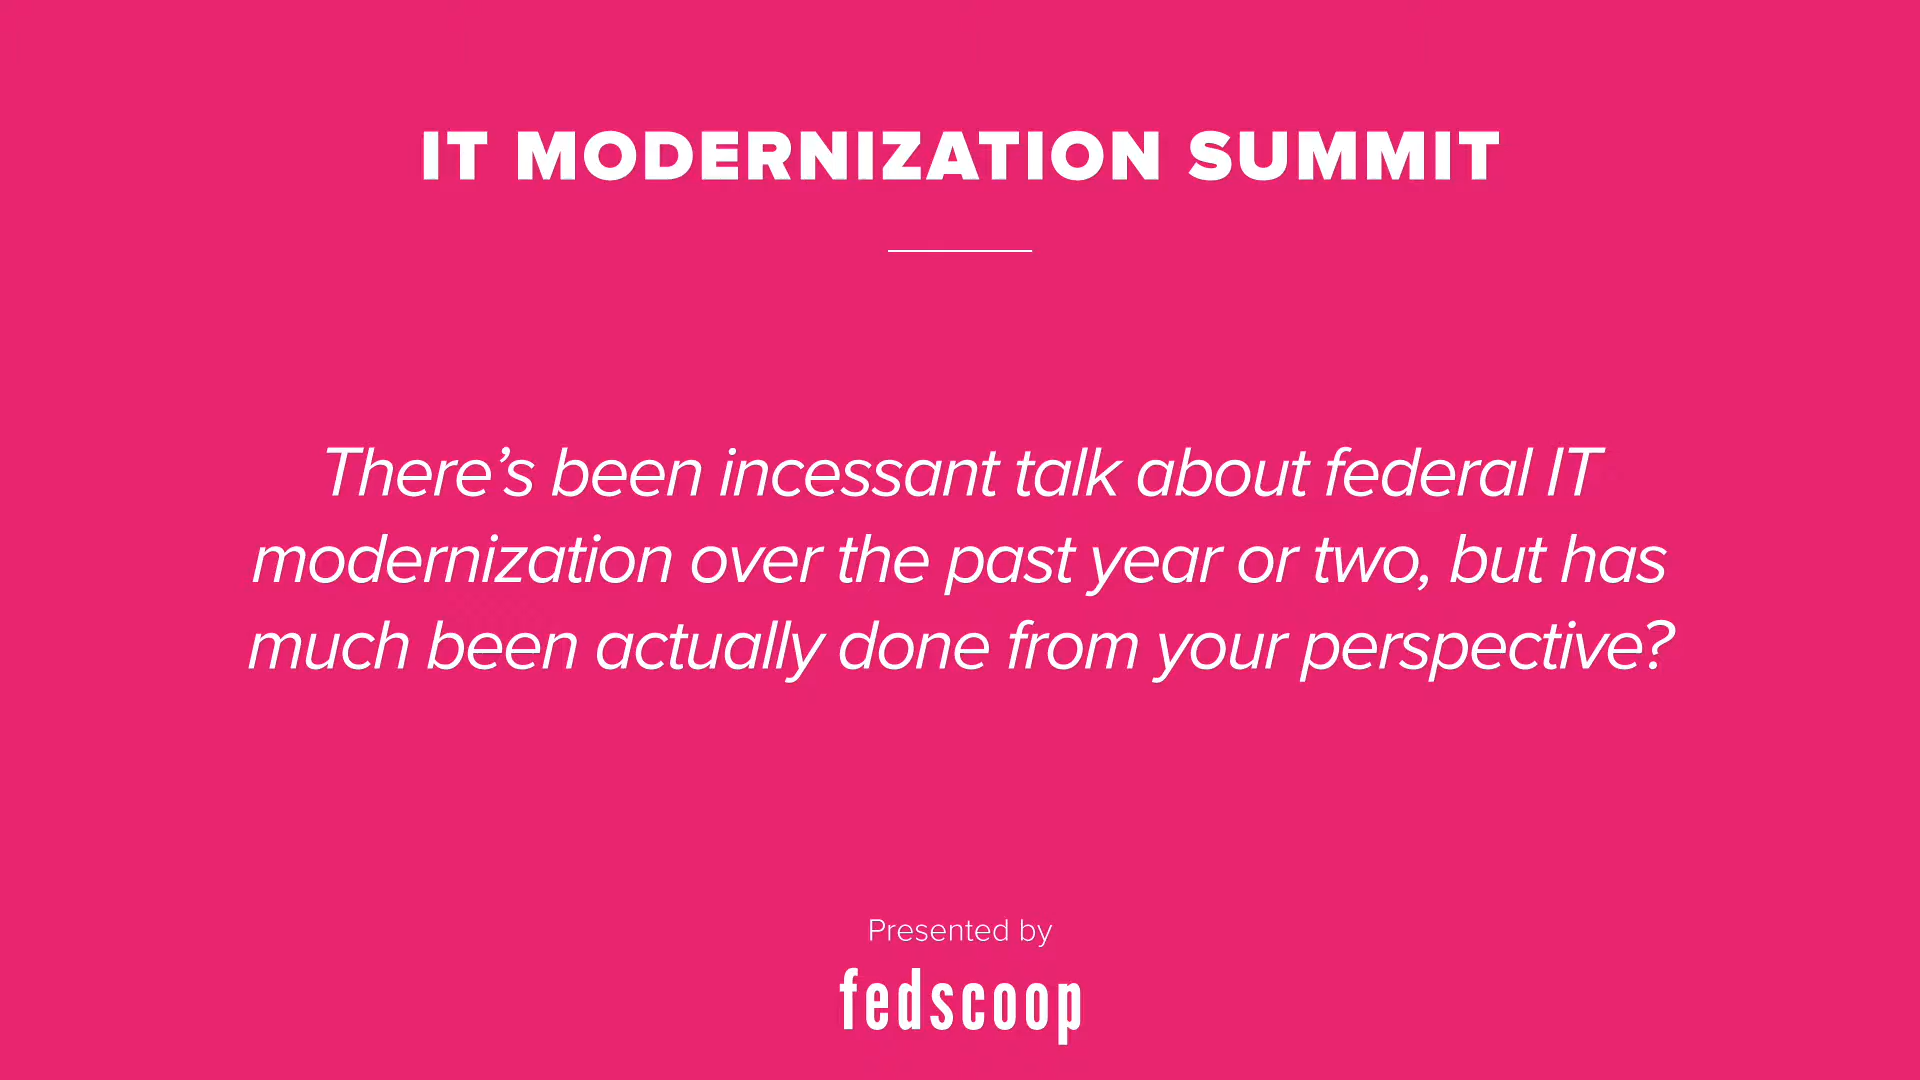 IT MODERNIZATION SUMMIT
There’s been incessant talk about federal IT
modernization over the past year or two, but has
much been actually done from your perspective?
Presented by
fedscoop